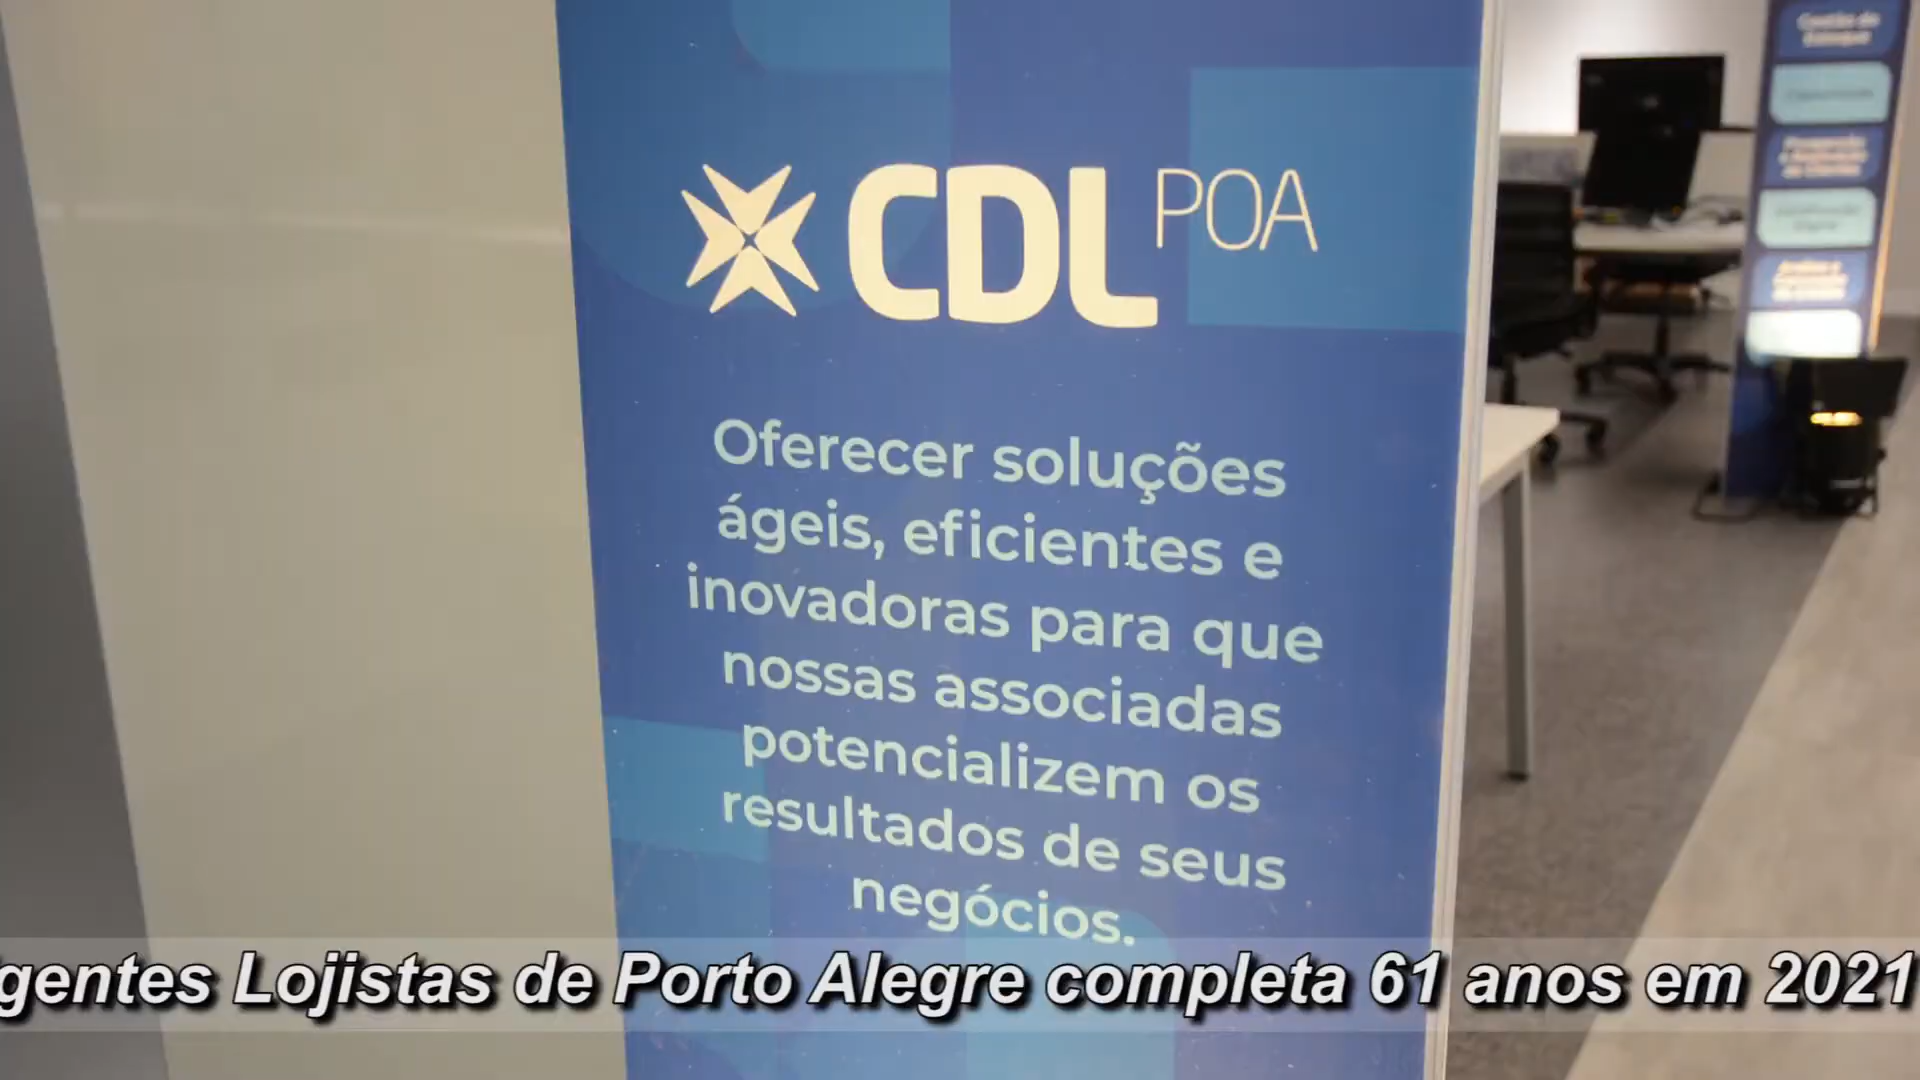 CDL POA
Oferecer soluções
ágeis, eficientes e
inovadoras para que
nossas associadas
potencializem os
resultados de seus
negócios.
gentes Lojistas de Porto Alegre completa 61 anos em 2021